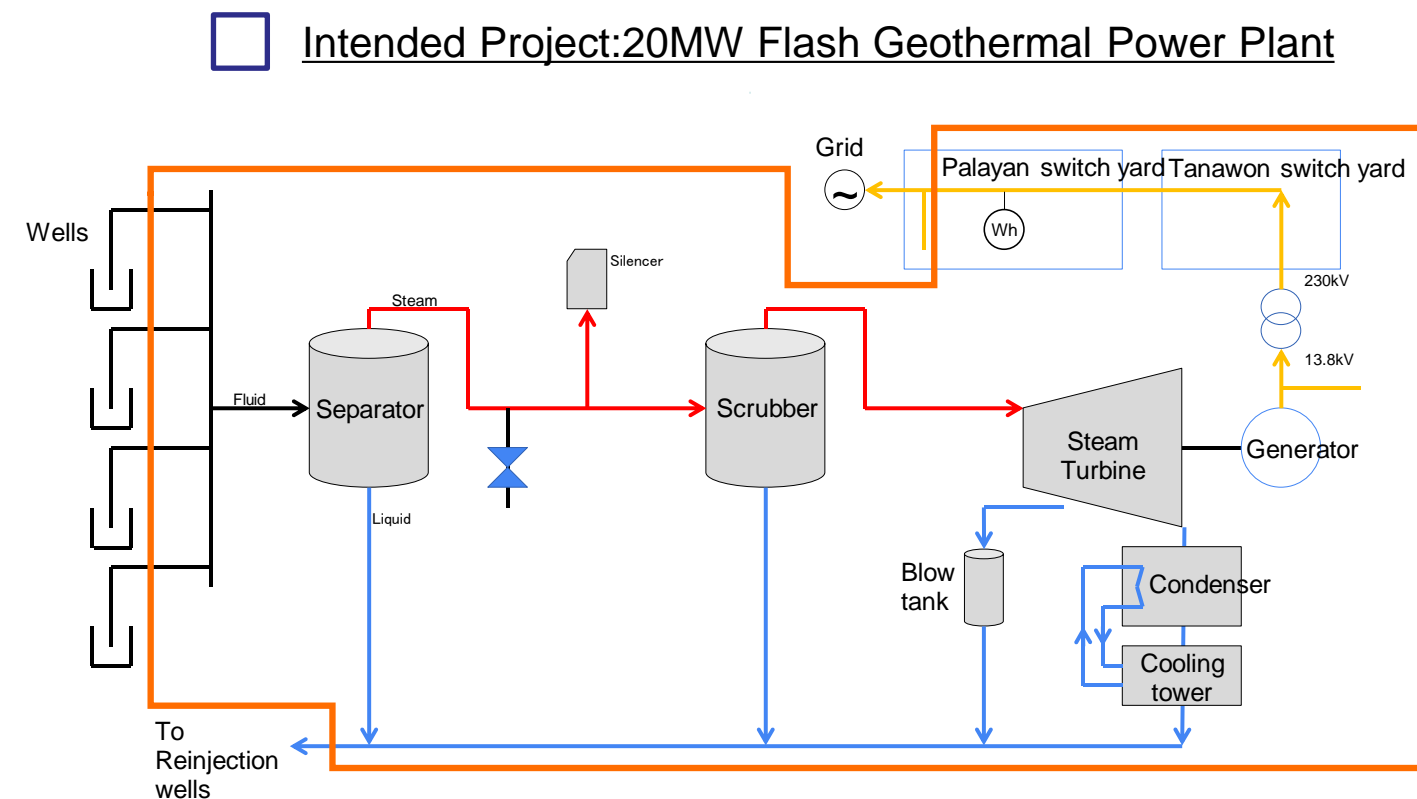 Intended Project:20MW Flash Geothermal Power Plant
Grid
~
Palayan switch yard
Tanawon switch yard
Wells
Wh
Silencer
230kV
Steam
13.8kV
Fluid
Separator
Scrubber
Steam
Turbine
Generator
Liquid
Blow
tank
Condenser
Cooling
tower
To
Reinjection
wells